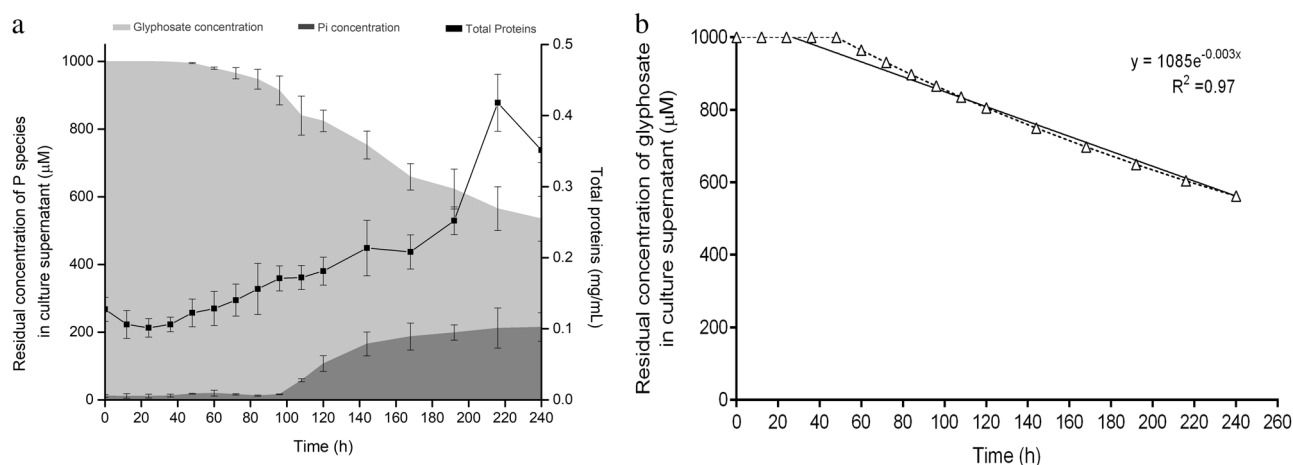 a
Glyphosate concentration
Pi concentration
Total Proteins
Residual concentration of P species
in culture supernatant (μM)
1000
800
600
400
200
0
0.5
0.4
0.3
0.2
0.1
0.0
Total proteins (mg/mL)
0 20 40 60 80 100 120 140 160 180 200 220 240
Time (h)
b
Residual concentration of glyphosate
in culture supernatant (μM)
1000
800
600
400
200
0
y = 1085e^-0.003x
R² =0.97
0 20 40 60 80 100 120 140 160 180 200 220 240 260
Time (h)